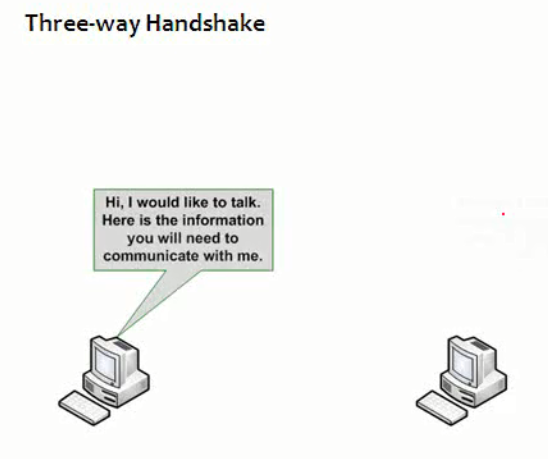 Three-way Handshake
Hi, I would like to talk.
Here is the information
you will need to
communicate with me.